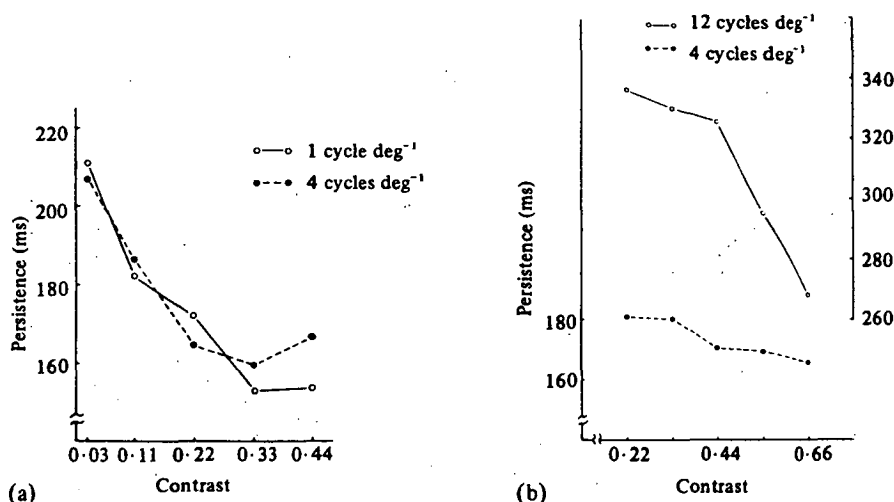 220
200
180
160
Persistence (ms)
1 cycle deg⁻¹
4 cycles deg⁻¹
0·03 0·11 0·22 0·33 0·44
Contrast
(a)
12 cycles deg⁻¹
4 cycles deg⁻¹
180
160
Persistence (ms)
340
320
300
280
260
0·22 0·44 0·66
Contrast
(b)